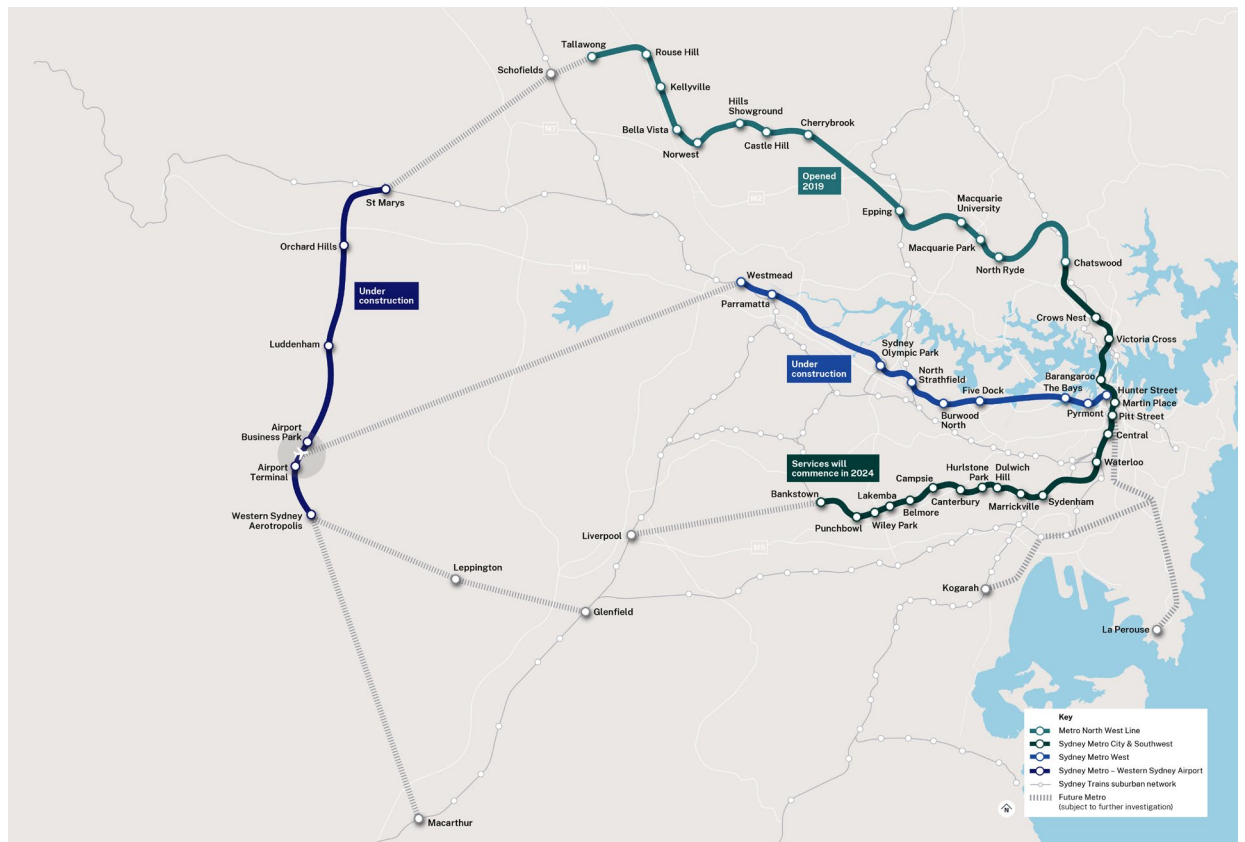 Tallawong
Rouse Hill
Schofields
Kellyville
Hills
Showground
Cherrybrook
Bella Vista
Castle Hill
Norwest
M7
Opened
2019
M2
St Marys
Macquarie
University
Epping
Macquarie Park
North Ryde
Orchard Hills
Chatswood
M4
Westmead
Under
construction
Parramatta
Crows Nest
Victoria Cross
Luddenham
Sydney
Olympic Park
Under
construction
North
Strathfield
Barangaroo
Hunter Street
Five Dock
The Bays
Martin Place
Burwood
North
Pyrmont
Pitt Street
Airport
Business Park
Central
Airport
Terminal
Services will
commence in 2024
Waterloo
Bankstown
Lakemba
Campsie
Hurlstone
Park
Dulwich
Hill
Canterbury
Sydenham
Belmore
Marrickville
Punchbowl
Wiley Park
Western Sydney
Aerotropolis
Liverpool
M5
Leppington
Kogarah
Glenfield
La Perouse
Macarthur
Key
Metro North West Line
Sydney Metro City & Southwest
Sydney Metro West
Sydney Metro – Western Sydney Airport
Sydney Trains suburban network
Future Metro
(subject to further investigation)
N